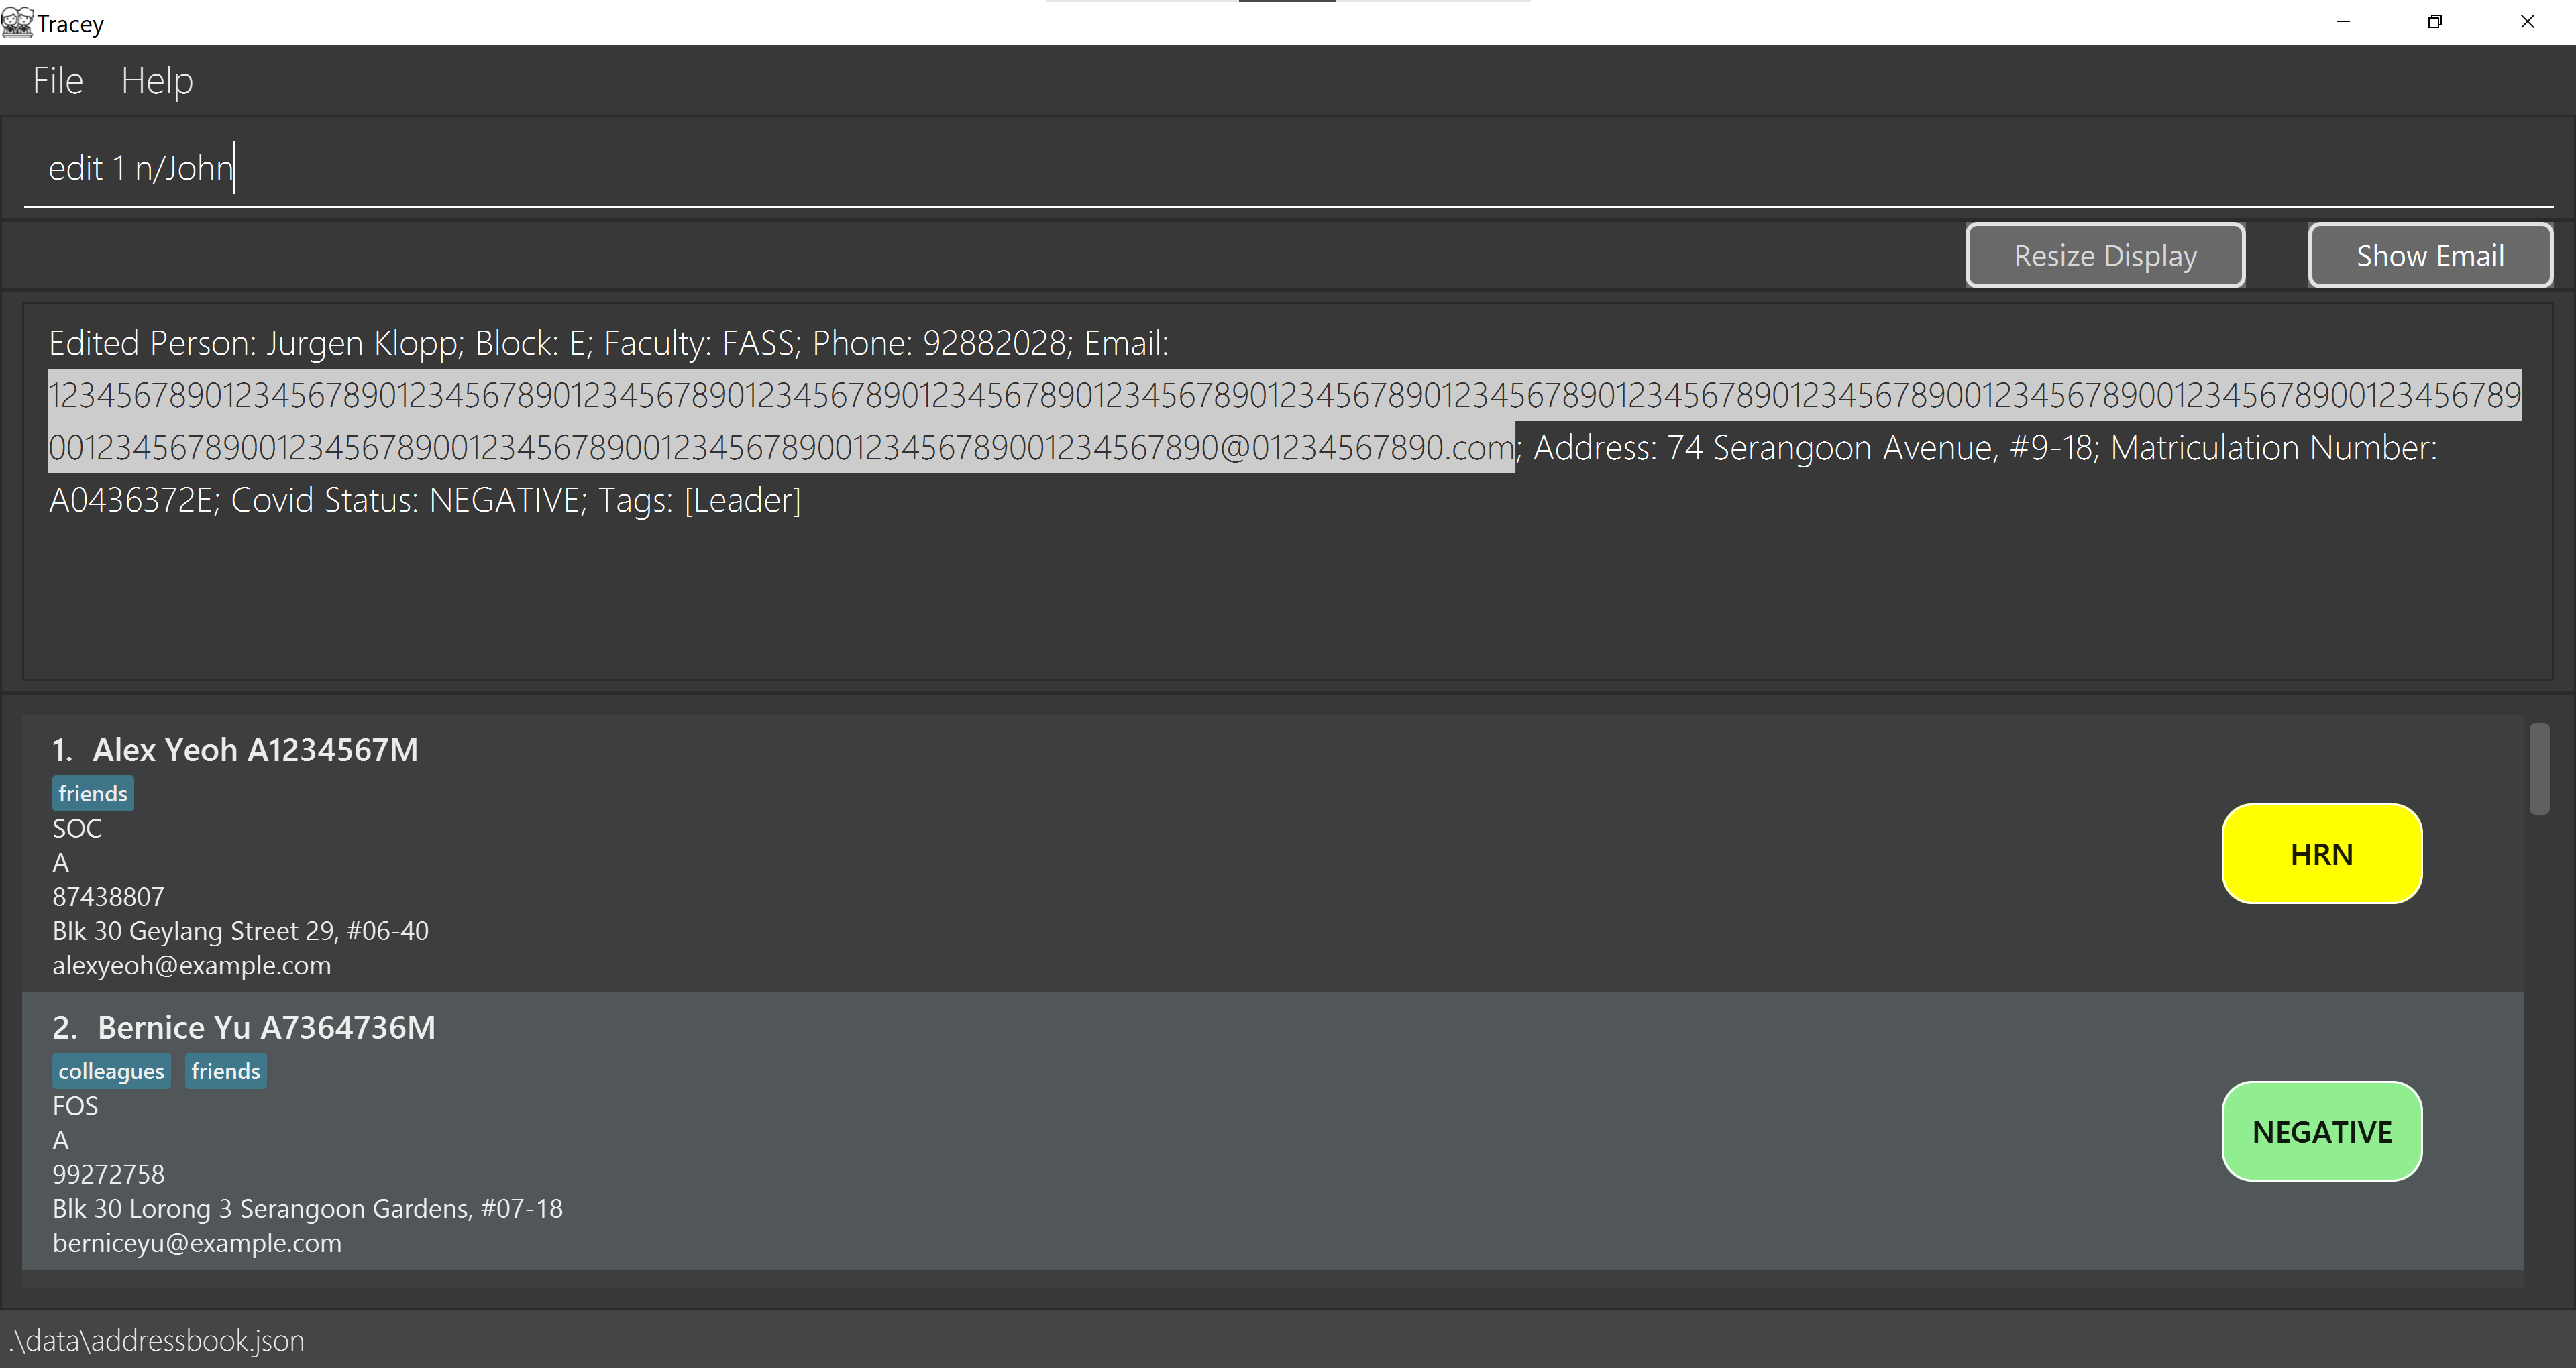 Tracey
File Help
edit 1 n/John
Resize Display Show Email
Edited Person: Jurgen Klopp; Block: E; Faculty: FASS; Phone: 92882028; Email:
1234567890123456789012345678901234567890123456789012345678901234567890123456789012345678901234567890123456789001234567890012345678900123456789
0012345678900123456789001234567890012345678900123456789001234567890@01234567890.com; Address: 74 Serangoon Avenue, #9-18; Matriculation Number:
A0436372E; Covid Status: NEGATIVE; Tags: [Leader]
1. Alex Yeoh A1234567M
friends
SOC
A
87438807
Blk 30 Geylang Street 29, #06-40
alexyeoh@example.com
HRN
2. Bernice Yu A7364736M
colleagues friends
FOS
A
99272758
Blk 30 Lorong 3 Serangoon Gardens, #07-18
berniceyu@example.com
NEGATIVE
.\data\addressbook.json